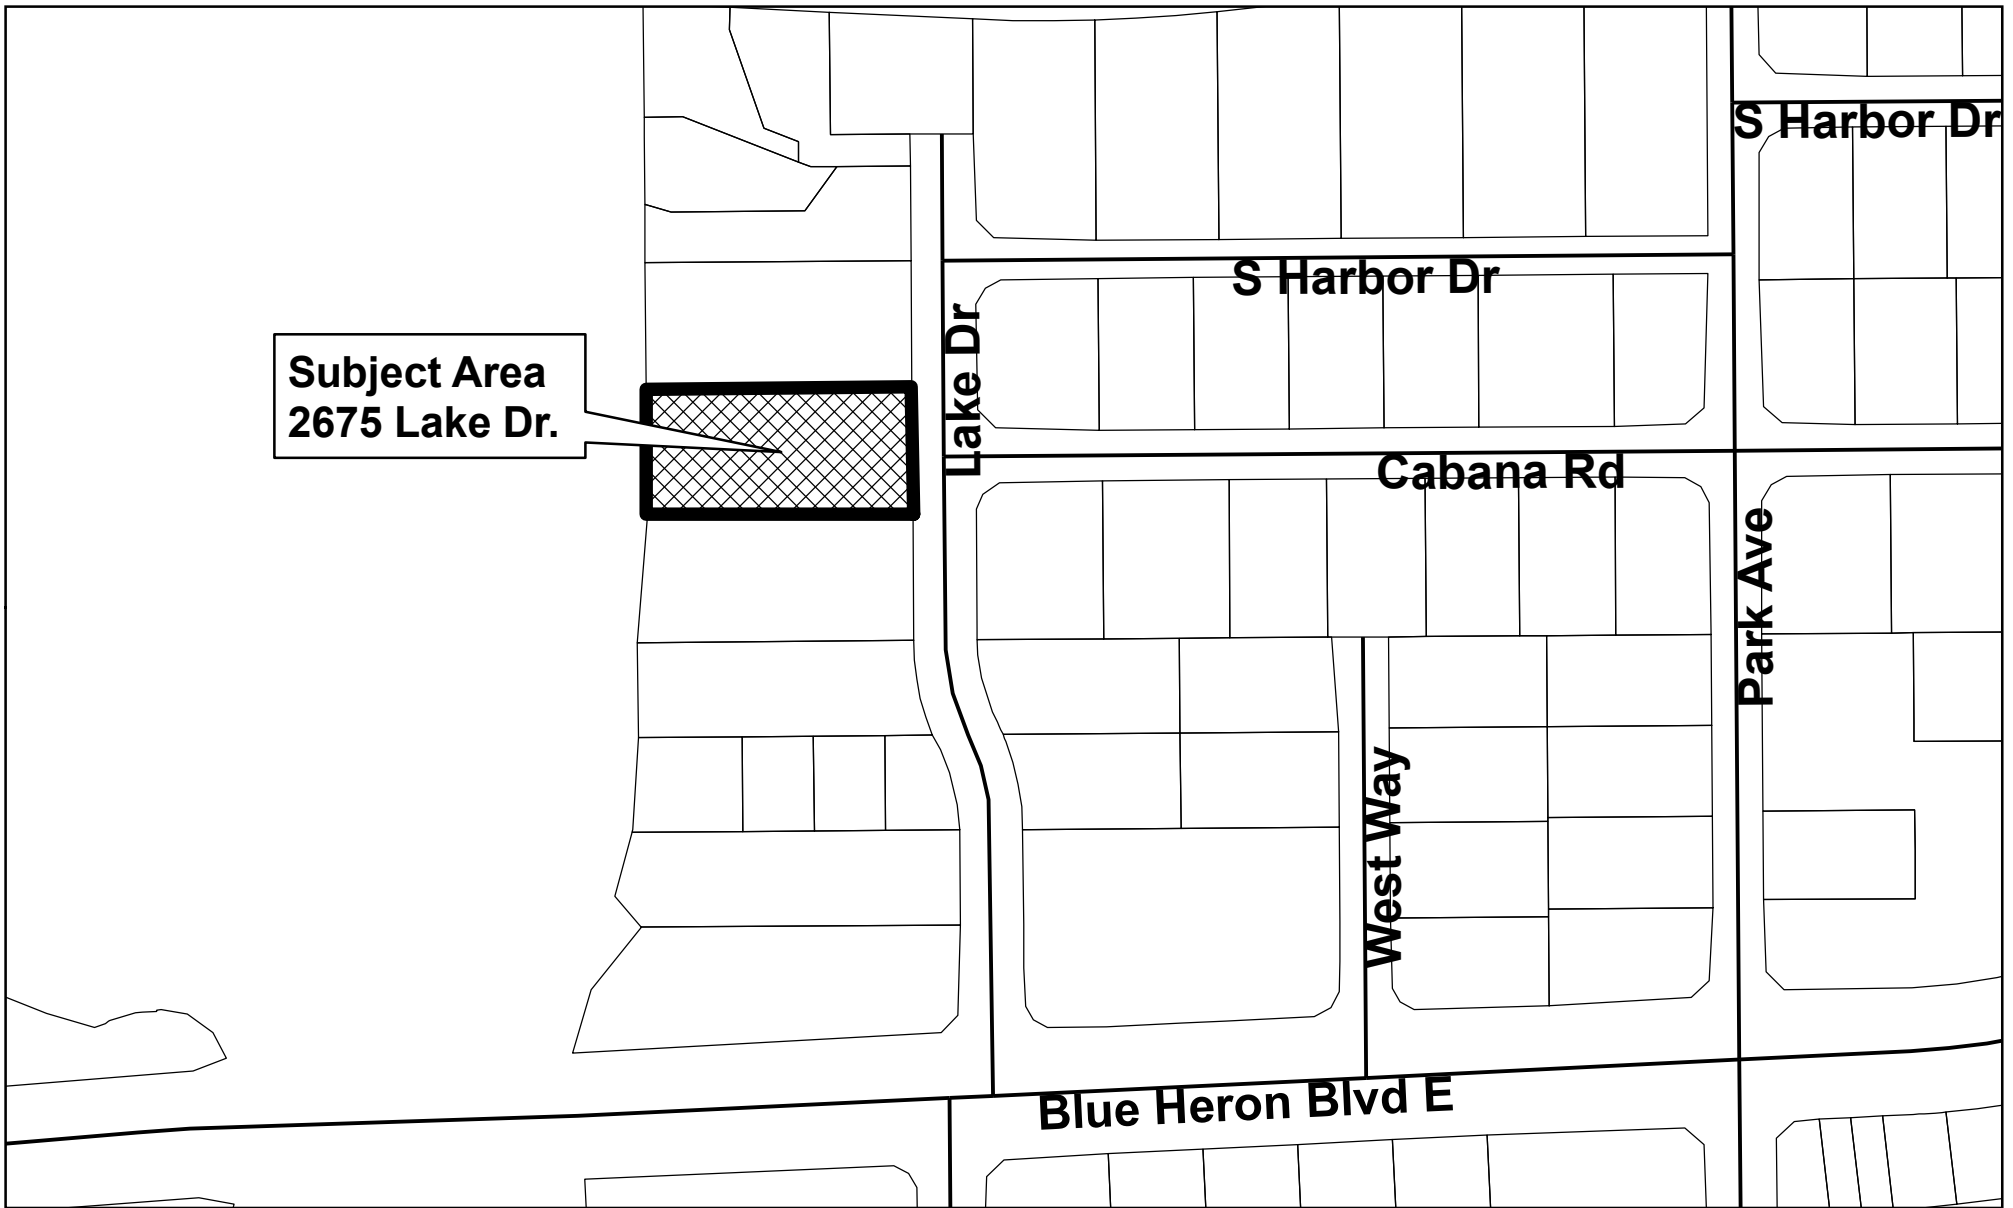 S Harbor Dr
S Harbor Dr
Lake Dr
Subject Area
2675 Lake Dr.
Cabana Rd
Park Ave
West Way
Blue Heron Blvd E